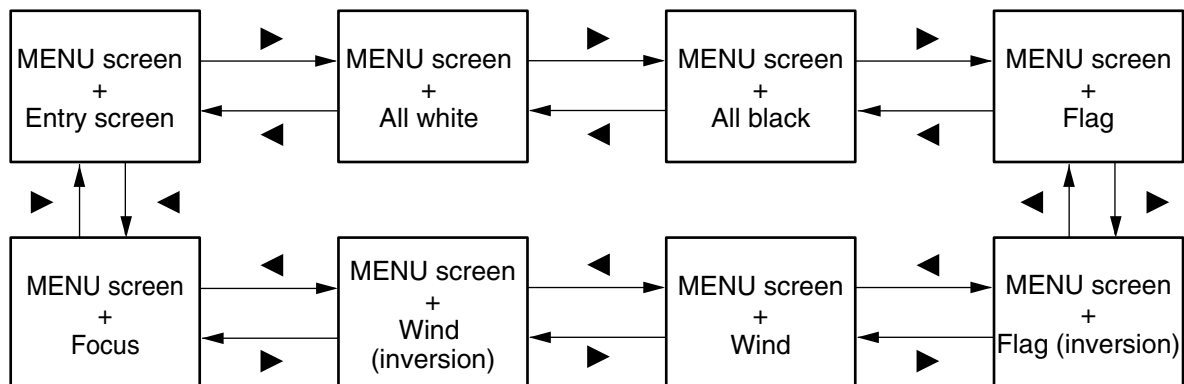 MENU screen
+
Entry screen
MENU screen
+
All white
MENU screen
+
All black
MENU screen
+
Flag
MENU screen
+
Focus
MENU screen
+
Wind
(inversion)
MENU screen
+
Wind
MENU screen
+
Flag (inversion)